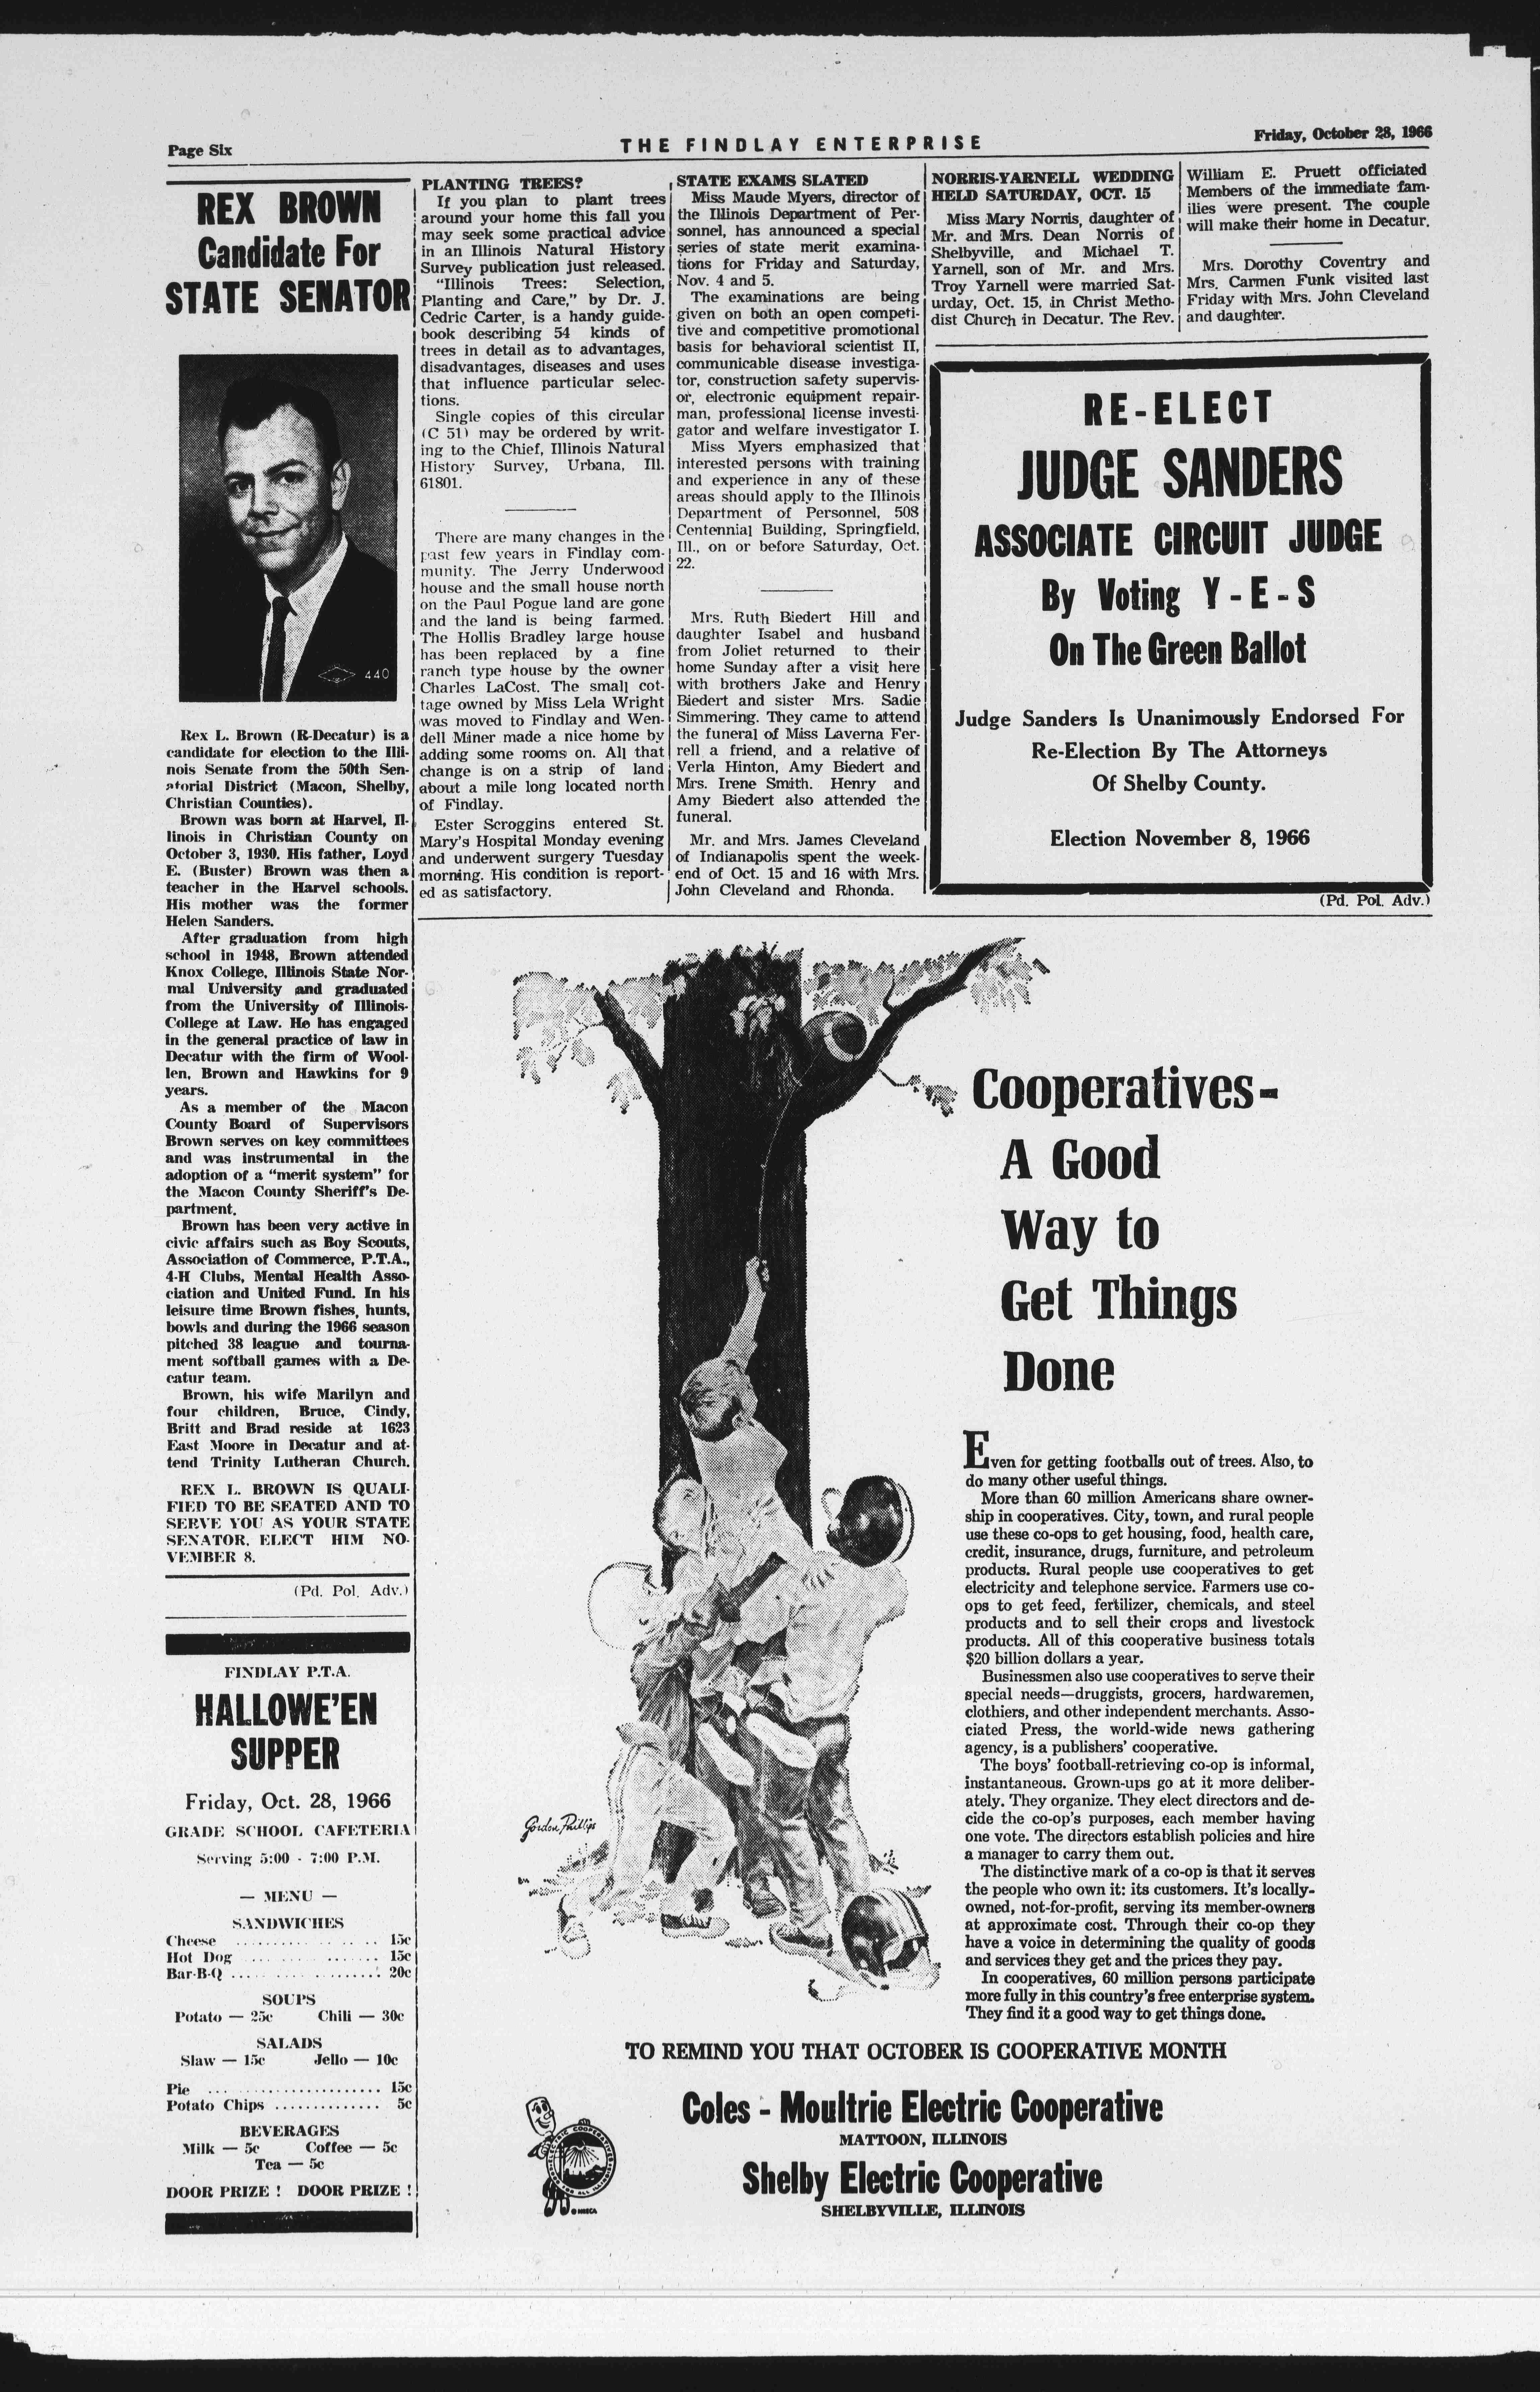 Page Six
THE FINDLAY ENTERPRISE
Friday, October 28, 1966
REX BROWN
Candidate For
STATE SENATOR
440
Rex L. Brown (R-Decatur) is a
candidate for election to the Illi-
nois Senate from the 50th Sen-
atorial District (Macon, Shelby,
Christian Counties).
Brown was born at Harvel, Il-
linois in Christian County on
October 3, 1930. His father, Loyd
E. (Buster) Brown was then a
teacher in the Harvel schools.
His mother was the former
Helen Sanders.
After graduation from high
school in 1948, Brown attended
Knox College, Illinois State Nor-
mal University and graduated
from the University of Illinois-
College at Law. He has engaged
in the general practice of law in
Decatur with the firm of Wool-
len, Brown and Hawkins for 9
years.
As a member of the Macon
County Board of Supervisors
Brown serves on key committees
and was instrumental in the
adoption of a "merit system" for
the Macon County Sheriff's De-
partment.
Brown has been very active in
civic affairs such as Boy Scouts,
Association of Commerce, P.T.A.,
4-H Clubs, Mental Health Asso-
ciation and United Fund. In his
leisure time Brown fishes, hunts,
bowls and during the 1966 season
pitched 38 league and tourna-
ment softball games with a De-
catur team.
Brown, his wife Marilyn and
four children, Bruce, Cindy,
Britt and Brad reside at 1623
East Moore in Decatur and at-
tend Trinity Lutheran Church.
REX L. BROWN IS QUALI-
FIED TO BE SEATED AND TO
SERVE YOU AS YOUR STATE
SENATOR. ELECT HIM NO-
VEMBER 8.
(Pd. Pol. Adv.)
FINDLAY P.T.A.
HALLOWE'EN
SUPPER
Friday, Oct. 28, 1966
GRADE SCHOOL CAFETERIA
Serving 5:00 - 7:00 P.M.
— MENU —
SANDWICHES
Cheese .................. 15c
Hot Dog .................. 15c
Bar-B-Q .................. 20c
SOUPS
Potato — 25c Chili — 30c
SALADS
Slaw — 15c Jello — 10c
Pie ........................ 15c
Potato Chips .............. 5c
BEVERAGES
Milk — 5c Coffee — 5c
Tea — 5c
DOOR PRIZE ! DOOR PRIZE !
PLANTING TREES?
If you plan to plant trees
around your home this fall you
may seek some practical advice
in an Illinois Natural History
Survey publication just released.
"Illinois Trees: Selection,
Planting and Care," by Dr. J.
Cedric Carter, is a handy guide-
book describing 54 kinds of
trees in detail as to advantages,
disadvantages, diseases and uses
that influence particular selec-
tions.
Single copies of this circular
(C 51) may be ordered by writ-
ing to the Chief, Illinois Natural
History Survey, Urbana, Ill.
61801.
There are many changes in the
past few years in Findlay com-
munity. The Jerry Underwood
house and the small house north
on the Paul Pogue land are gone
and the land is being farmed.
The Hollis Bradley large house
has been replaced by a fine
ranch type house by the owner
Charles LaCost. The small cot-
tage owned by Miss Lela Wright
was moved to Findlay and Wen-
dell Miner made a nice home by
adding some rooms on. All that
change is on a strip of land
about a mile long located north
of Findlay.
Ester Scroggins entered St.
Mary's Hospital Monday evening
and underwent surgery Tuesday
morning. His condition is report-
ed as satisfactory.
STATE EXAMS SLATED
Miss Maude Myers, director of
the Illinois Department of Per-
sonnel, has announced a special
series of state merit examina-
tions for Friday and Saturday,
Nov. 4 and 5.
The examinations are being
given on both an open competi-
tive and competitive promotional
basis for behavioral scientist II,
communicable disease investiga-
tor, construction safety supervis-
or, electronic equipment repair-
man, professional license investi-
gator and welfare investigator I.
Miss Myers emphasized that
interested persons with training
and experience in any of these
areas should apply to the Illinois
Department of Personnel, 508
Centennial Building, Springfield,
Ill., on or before Saturday, Oct.
22.
Mrs. Ruth Biedert Hill and
daughter Isabel and husband
from Joliet returned to their
home Sunday after a visit here
with brothers Jake and Henry
Biedert and sister Mrs. Sadie
Simmering. They came to attend
the funeral of Miss Laverna Fer-
rell a friend, and a relative of
Verla Hinton, Amy Biedert and
Mrs. Irene Smith. Henry and
Amy Biedert also attended the
funeral.
Mr. and Mrs. James Cleveland
of Indianapolis spent the week-
end of Oct. 15 and 16 with Mrs.
John Cleveland and Rhonda.
NORRIS-YARNELL WEDDING
HELD SATURDAY, OCT. 15
Miss Mary Norris, daughter of
Mr. and Mrs. Dean Norris of
Shelbyville, and Michael T.
Yarnell, son of Mr. and Mrs.
Troy Yarnell were married Sat-
urday, Oct. 15, in Christ Metho-
dist Church in Decatur. The Rev.
William E. Pruett officiated
Members of the immediate fam-
ilies were present. The couple
will make their home in Decatur.
Mrs. Dorothy Coventry and
Mrs. Carmen Funk visited last
Friday with Mrs. John Cleveland
and daughter.
RE-ELECT
JUDGE SANDERS
ASSOCIATE CIRCUIT JUDGE
By Voting Y-E-S
On The Green Ballot
Judge Sanders Is Unanimously Endorsed For
Re-Election By The Attorneys
Of Shelby County.
Election November 8, 1966
(Pd. Pol. Adv.)
Cooperatives-
A Good
Way to
Get Things
Done
Even for getting footballs out of trees. Also, to
do many other useful things.
More than 60 million Americans share owner-
ship in cooperatives. City, town, and rural people
use these co-ops to get housing, food, health care,
credit, insurance, drugs, furniture, and petroleum
products. Rural people use cooperatives to get
electricity and telephone service. Farmers use co-
ops to get feed, fertilizer, chemicals, and steel
products and to sell their crops and livestock
products. All of this cooperative business totals
$20 billion dollars a year.
Businessmen also use cooperatives to serve their
special needs—druggists, grocers, hardwaremen,
clothiers, and other independent merchants. Asso-
ciated Press, the world-wide news gathering
agency, is a publishers' cooperative.
The boys' football-retrieving co-op is informal,
instantaneous. Grown-ups go at it more deliber-
ately. They organize. They elect directors and de-
cide the co-op's purposes, each member having
one vote. The directors establish policies and hire
a manager to carry them out.
The distinctive mark of a co-op is that it serves
the people who own it: its customers. It's locally-
owned, not-for-profit, serving its member-owners
at approximate cost. Through their co-op they
have a voice in determining the quality of goods
and services they get and the prices they pay.
In cooperatives, 60 million persons participate
more fully in this country's free enterprise system.
They find it a good way to get things done.
Gordon Phillips
TO REMIND YOU THAT OCTOBER IS COOPERATIVE MONTH
Coles - Moultrie Electric Cooperative
MATTOON, ILLINOIS
Shelby Electric Cooperative
SHELBYVILLE, ILLINOIS